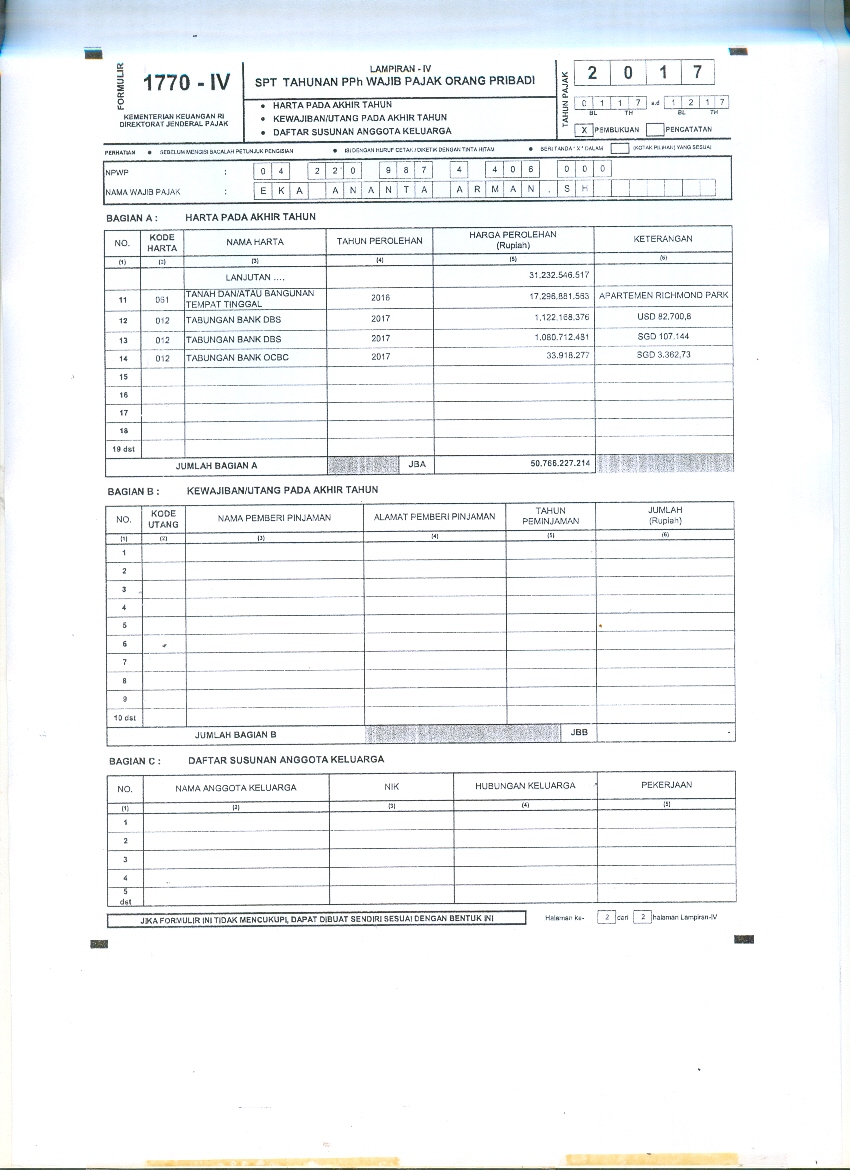 FORMULIR
1770 - IV
KEMENTERIAN KEUANGAN RI
DIREKTORAT JENDERAL PAJAK
LAMPIRAN - IV
SPT TAHUNAN PPh WAJIB PAJAK ORANG PRIBADI
• HARTA PADA AKHIR TAHUN
• KEWAJIBAN/UTANG PADA AKHIR TAHUN
• DAFTAR SUSUNAN ANGGOTA KELUARGA
TAHUN PAJAK
2 0 1 7
0 1 1 7 s.d 1 2 1 7
BL TH BL TH
X PEMBUKUAN PENCATATAN
PERHATIAN • SEBELUM MENGISI BACALAH PETUNJUK PENGISIAN • ISI DENGAN HURUF CETAK / DIKETIK DENGAN TINTA HITAM • BERI TANDA " X " DALAM (KOTAK PILIHAN) YANG SESUAI
NPWP : 0 4 2 2 0 9 8 7 4 4 0 6 0 0 0
NAMA WAJIB PAJAK : E K A A N A N T A A R M A N , S H
BAGIAN A : HARTA PADA AKHIR TAHUN
NO. KODE HARTA NAMA HARTA TAHUN PEROLEHAN HARGA PEROLEHAN (Rupiah) KETERANGAN
(1) (2) (3) (4) (5) (6)
LANJUTAN .... 31.232.546.517
11 061 TANAH DAN/ATAU BANGUNAN TEMPAT TINGGAL 2016 17,296,881,563 APARTEMEN RICHMOND PARK
12 012 TABUNGAN BANK DBS 2017 1,122,168,376 USD 82,700,8
13 012 TABUNGAN BANK DBS 2017 1,080,712,481 SGD 107.144
14 012 TABUNGAN BANK OCBC 2017 33.918.277 SGD 3.362,73
15
16
17
18
19 dst
JUMLAH BAGIAN A JBA 50.766.227.214
BAGIAN B : KEWAJIBAN/UTANG PADA AKHIR TAHUN
NO. KODE UTANG NAMA PEMBERI PINJAMAN ALAMAT PEMBERI PINJAMAN TAHUN PEMINJAMAN JUMLAH (Rupiah)
(1) (2) (3) (4) (5) (6)
1
2
3
4
5
6
7
8
9
10 dst
JUMLAH BAGIAN B JBB -
BAGIAN C : DAFTAR SUSUNAN ANGGOTA KELUARGA
NO. NAMA ANGGOTA KELUARGA NIK HUBUNGAN KELUARGA PEKERJAAN
(1) (2) (3) (4) (5)
1
2
3
4
5 dst
JIKA FORMULIR INI TIDAK MENCUKUPI, DAPAT DIBUAT SENDIRI SESUAI DENGAN BENTUK INI
Halaman ke- 2 dari 2 halaman Lampiran-IV